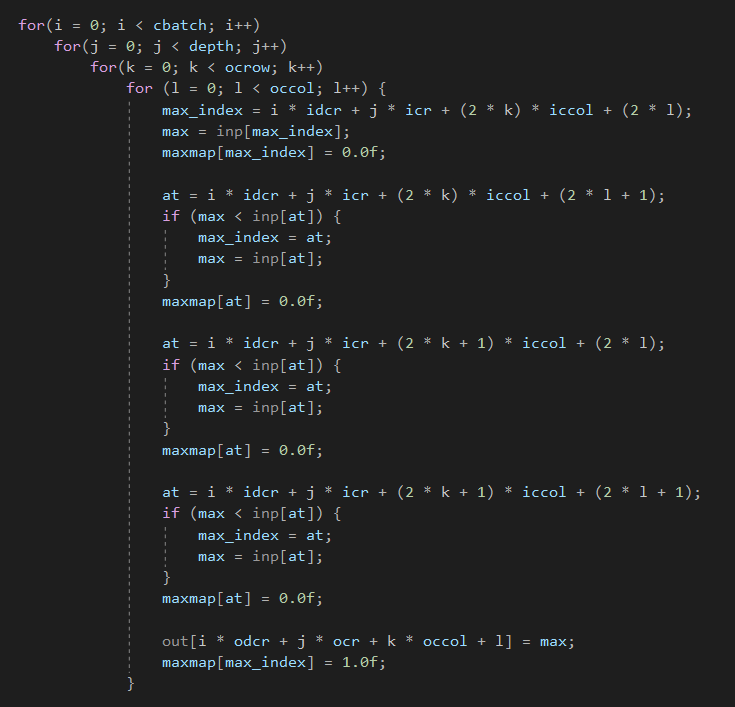 for(i = 0; i < cbatch; i++)
    for(j = 0; j < depth; j++)
        for(k = 0; k < ocrow; k++)
            for (l = 0; l < occol; l++) {
                max_index = i * idcr + j * icr + (2 * k) * iccol + (2 * l);
                max = inp[max_index];
                maxmap[max_index] = 0.0f;

                at = i * idcr + j * icr + (2 * k) * iccol + (2 * l + 1);
                if (max < inp[at]) {
                    max_index = at;
                    max = inp[at];
                }
                maxmap[at] = 0.0f;

                at = i * idcr + j * icr + (2 * k + 1) * iccol + (2 * l);
                if (max < inp[at]) {
                    max_index = at;
                    max = inp[at];
                }
                maxmap[at] = 0.0f;

                at = i * idcr + j * icr + (2 * k + 1) * iccol + (2 * l + 1);
                if (max < inp[at]) {
                    max_index = at;
                    max = inp[at];
                }
                maxmap[at] = 0.0f;

                out[i * odcr + j * ocr + k * occol + l] = max;
                maxmap[max_index] = 1.0f;
            }